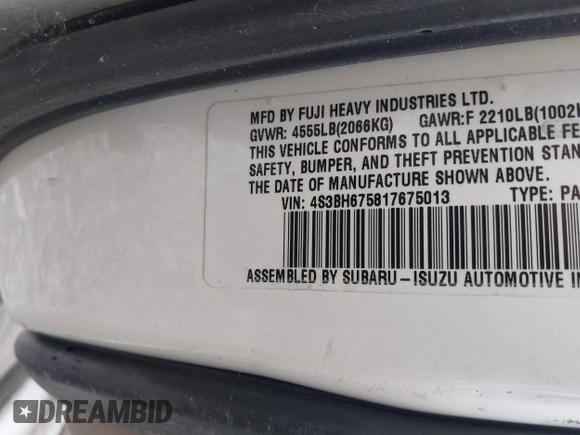 MFD BY FUJI HEAVY INDUSTRIES LTD.
GVWR: 4555LB(2066KG) GAWR:F 2210LB(1002K
THIS VEHICLE CONFORMS TO ALL APPLICABLE FE
SAFETY, BUMPER, AND THEFT PREVENTION STAN
THE DATE OF MANUFACTURE SHOWN ABOVE.
VIN: 4S3BH675817675013 TYPE: PA
ASSEMBLED BY SUBARU-ISUZU AUTOMOTIVE IN
DREAMBID